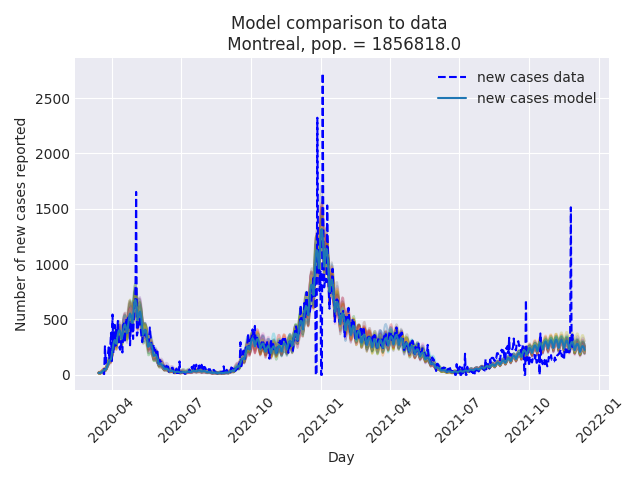 Model comparison to data
Montreal, pop. = 1856818.0
new cases data
new cases model
Number of new cases reported
2500
2000
1500
1000
500
0
2020-04
2020-07
2020-10
2021-01
2021-04
2021-07
2021-10
2022-01
Day